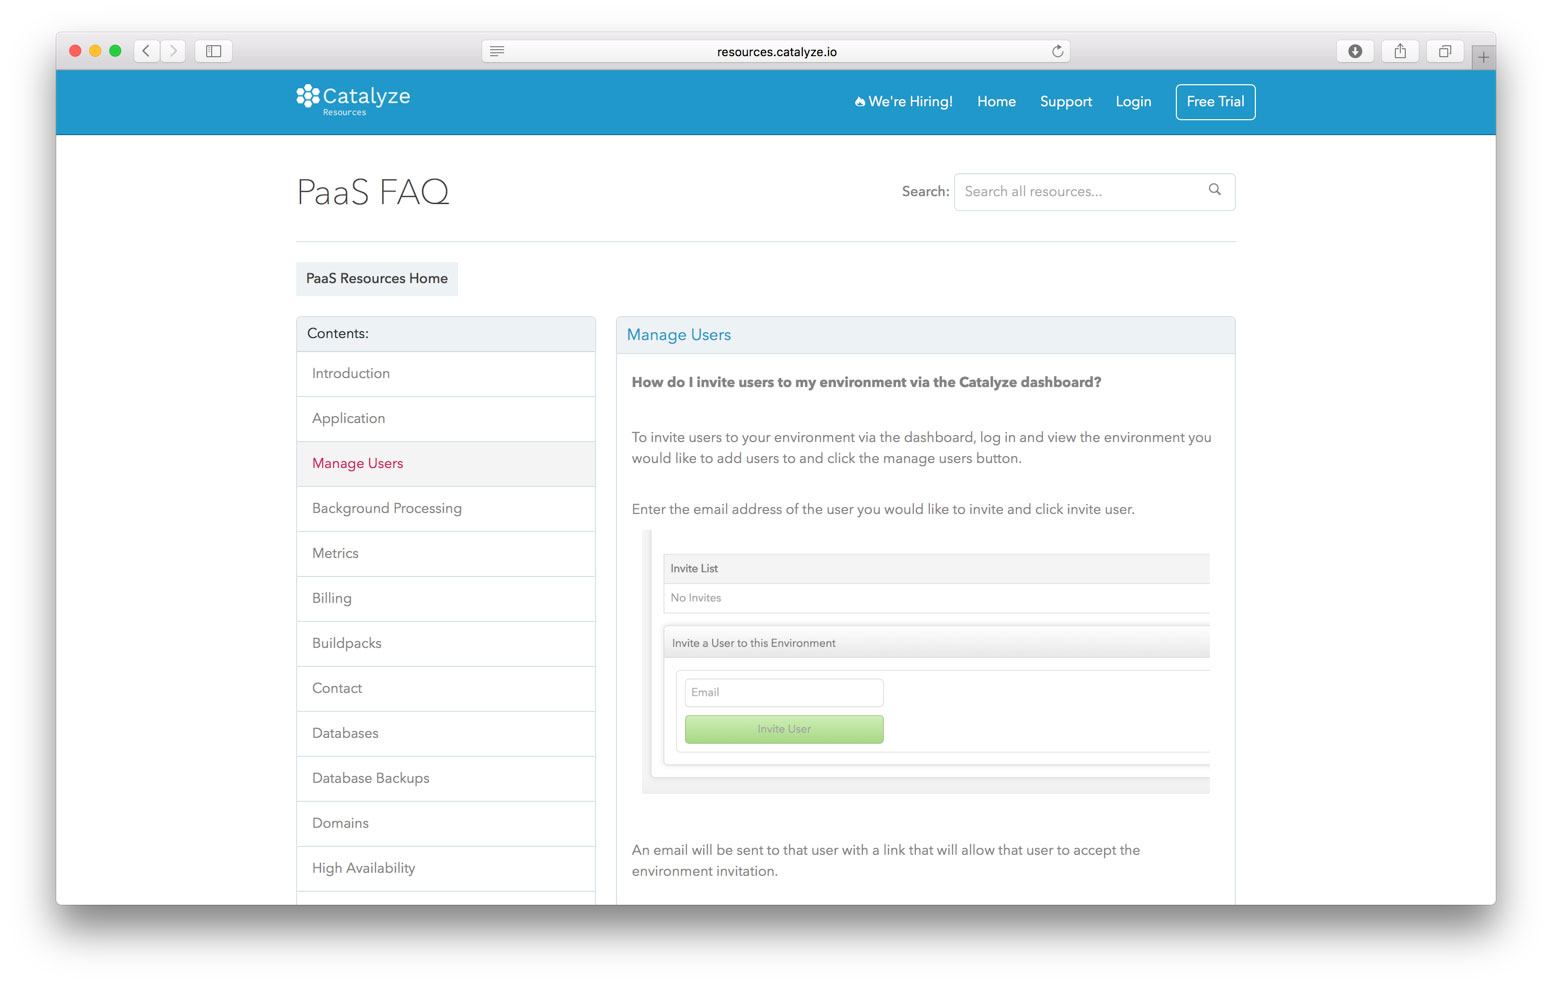 resources.catalyze.io
Catalyze
Resources
We're Hiring!
Home
Support
Login
Free Trial
PaaS FAQ
Search:
Search all resources...
PaaS Resources Home
Contents:
Introduction
Application
Manage Users
Background Processing
Metrics
Billing
Buildpacks
Contact
Databases
Database Backups
Domains
High Availability
Manage Users
How do I invite users to my environment via the Catalyze dashboard?
To invite users to your environment via the dashboard, log in and view the environment you
would like to add users to and click the manage users button.
Enter the email address of the user you would like to invite and click invite user.
Invite List
No Invites
Invite a User to this Environment
Email
Invite User
An email will be sent to that user with a link that will allow that user to accept the
environment invitation.